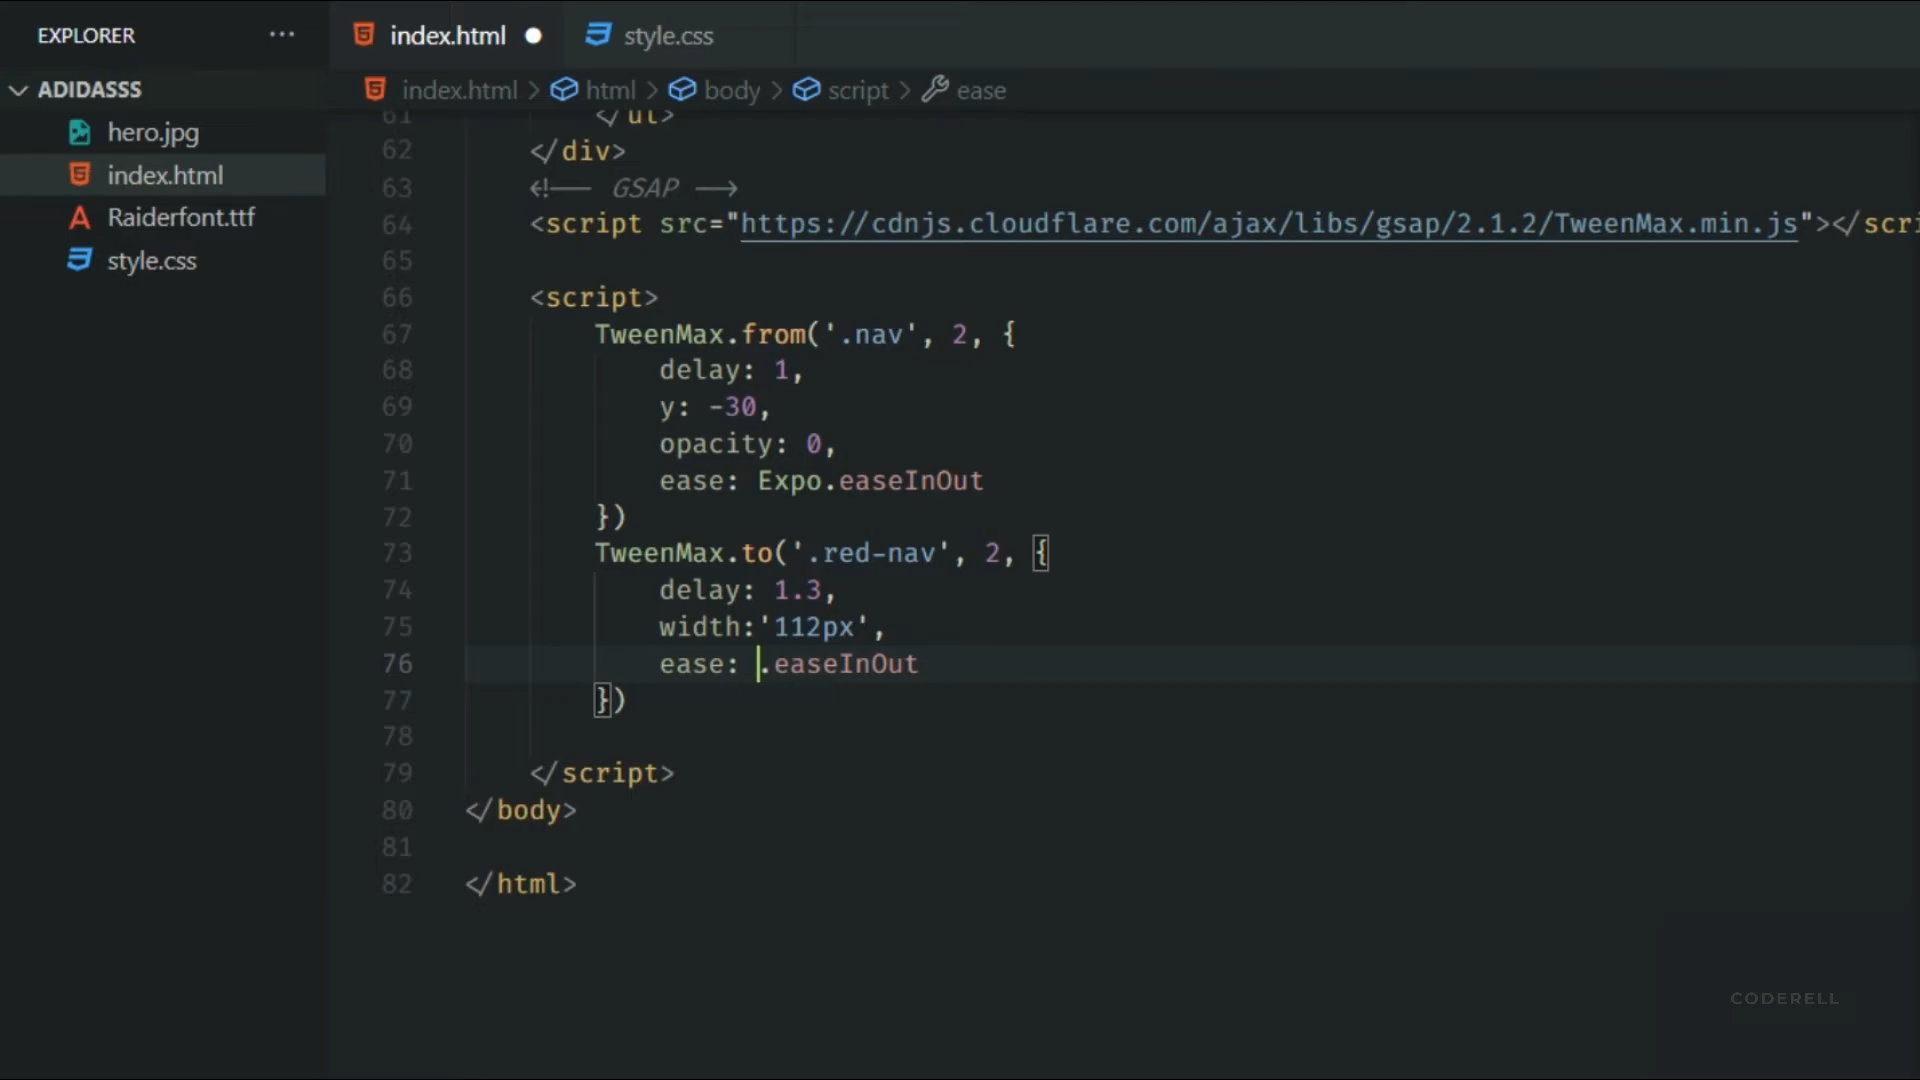 EXPLORER ···
index.html
style.css
ADIDASSS
hero.jpg
index.html
Raiderfont.ttf
style.css
index.html > html > body > script > ease
61 </ul>
62 </div>
63 <!-- GSAP -->
64 <script src="https://cdnjs.cloudflare.com/ajax/libs/gsap/2.1.2/TweenMax.min.js"></scri
65
66 <script>
67 TweenMax.from('.nav', 2, {
68 delay: 1,
69 y: -30,
70 opacity: 0,
71 ease: Expo.easeInOut
72 })
73 TweenMax.to('.red-nav', 2, {
74 delay: 1.3,
75 width:'112px',
76 ease: .easeInOut
77 })
78
79 </script>
80 </body>
81
82 </html>
CODERELL